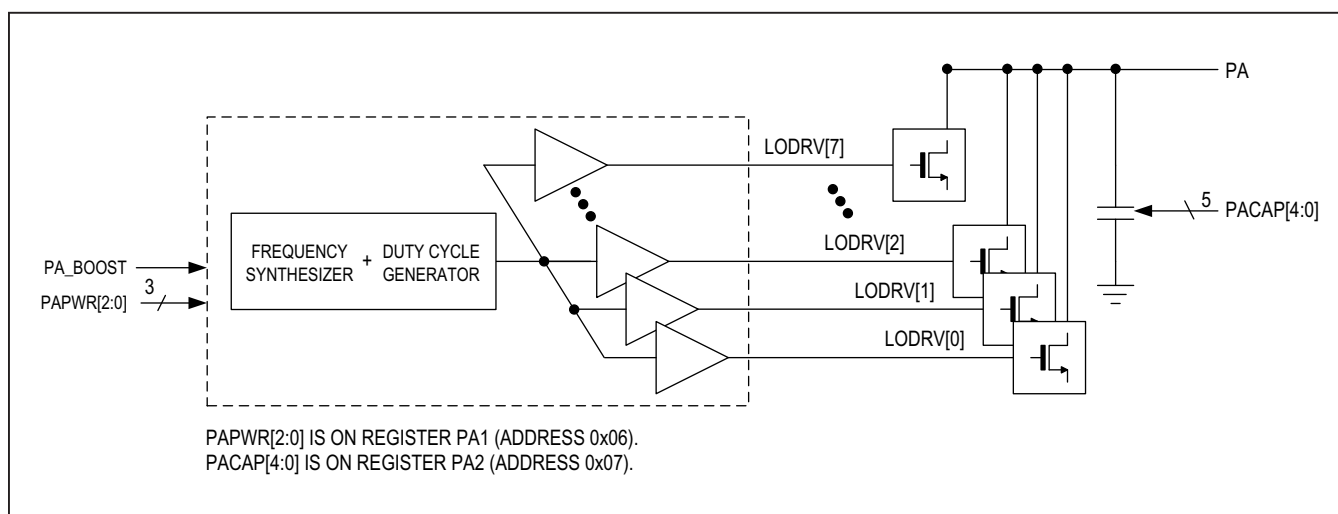 PA
LODRV[7]
5
PACAP[4:0]
LODRV[2]
PA_BOOST
FREQUENCY SYNTHESIZER + DUTY CYCLE GENERATOR
3
PAPWR[2:0]
LODRV[1]
LODRV[0]
PAPWR[2:0] IS ON REGISTER PA1 (ADDRESS 0x06).
PACAP[4:0] IS ON REGISTER PA2 (ADDRESS 0x07).